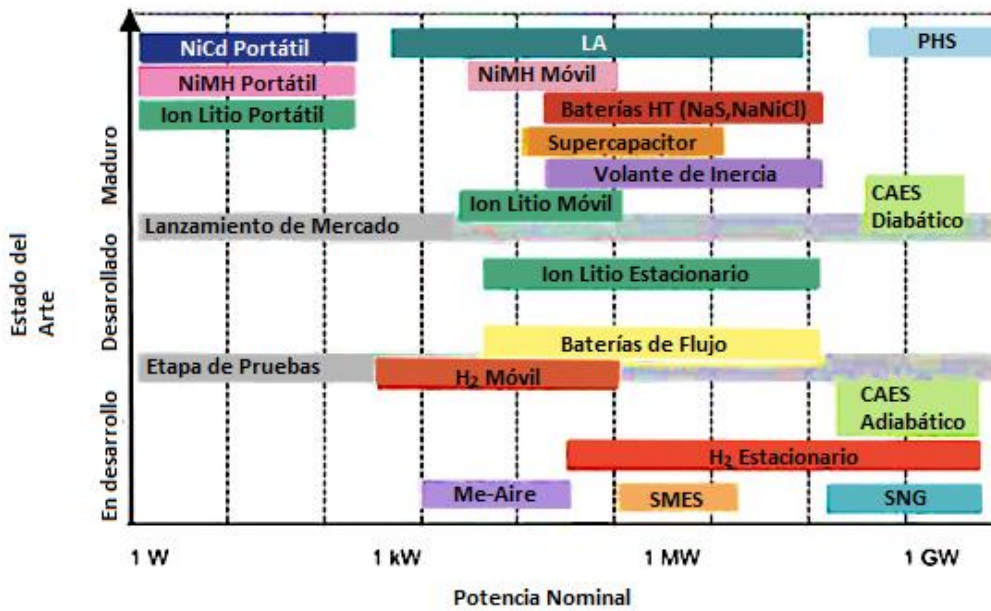 NiCd Portátil
LA
PHS
NiMH Portátil
NiMH Móvil
Ion Litio Portátil
Baterías HT (NaS,NaNiCl)
Supercapacitor
Volante de Inercia
CAES
Diabático
Ion Litio Móvil
Lanzamiento de Mercado
Ion Litio Estacionario
Baterías de Flujo
Etapa de Pruebas
H₂ Móvil
CAES
Adiabático
H₂ Estacionario
Me-Aire
SMES
SNG
Estado del
Arte
Maduro
Desarollado
En desarrollo
1 W
1 kW
1 MW
1 GW
Potencia Nominal